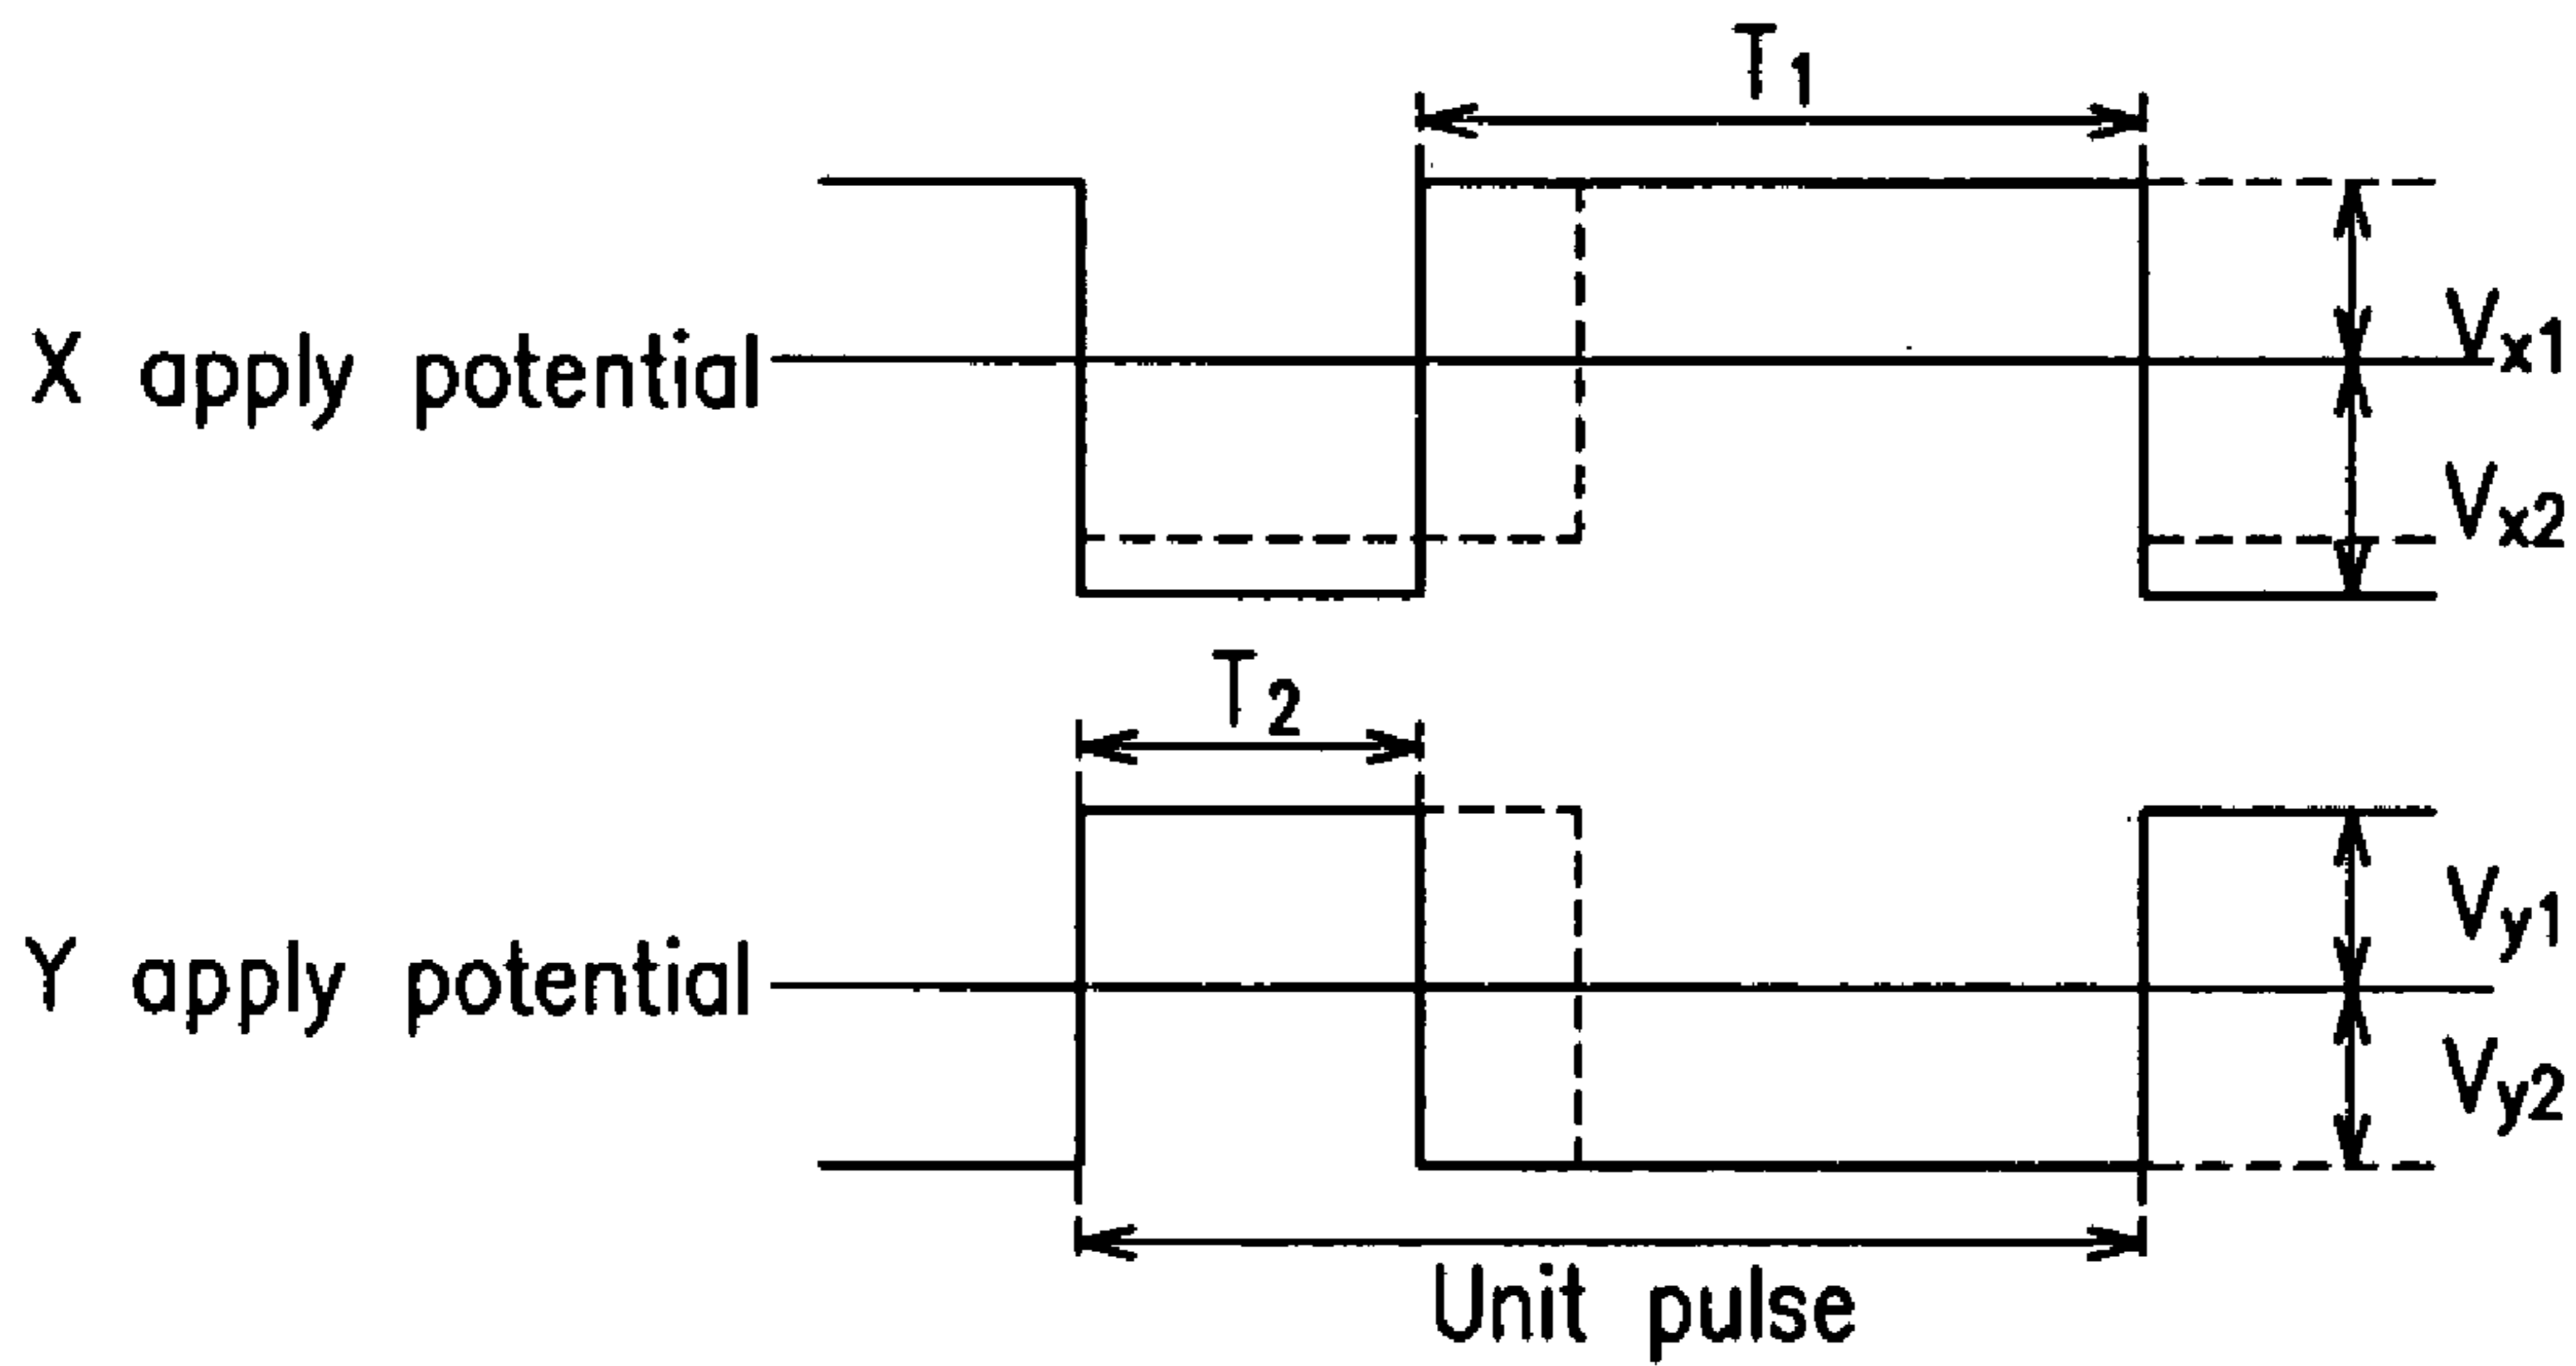 T1
X apply potential
Vx1
Vx2
T2
Y apply potential
Vy1
Vy2
Unit pulse